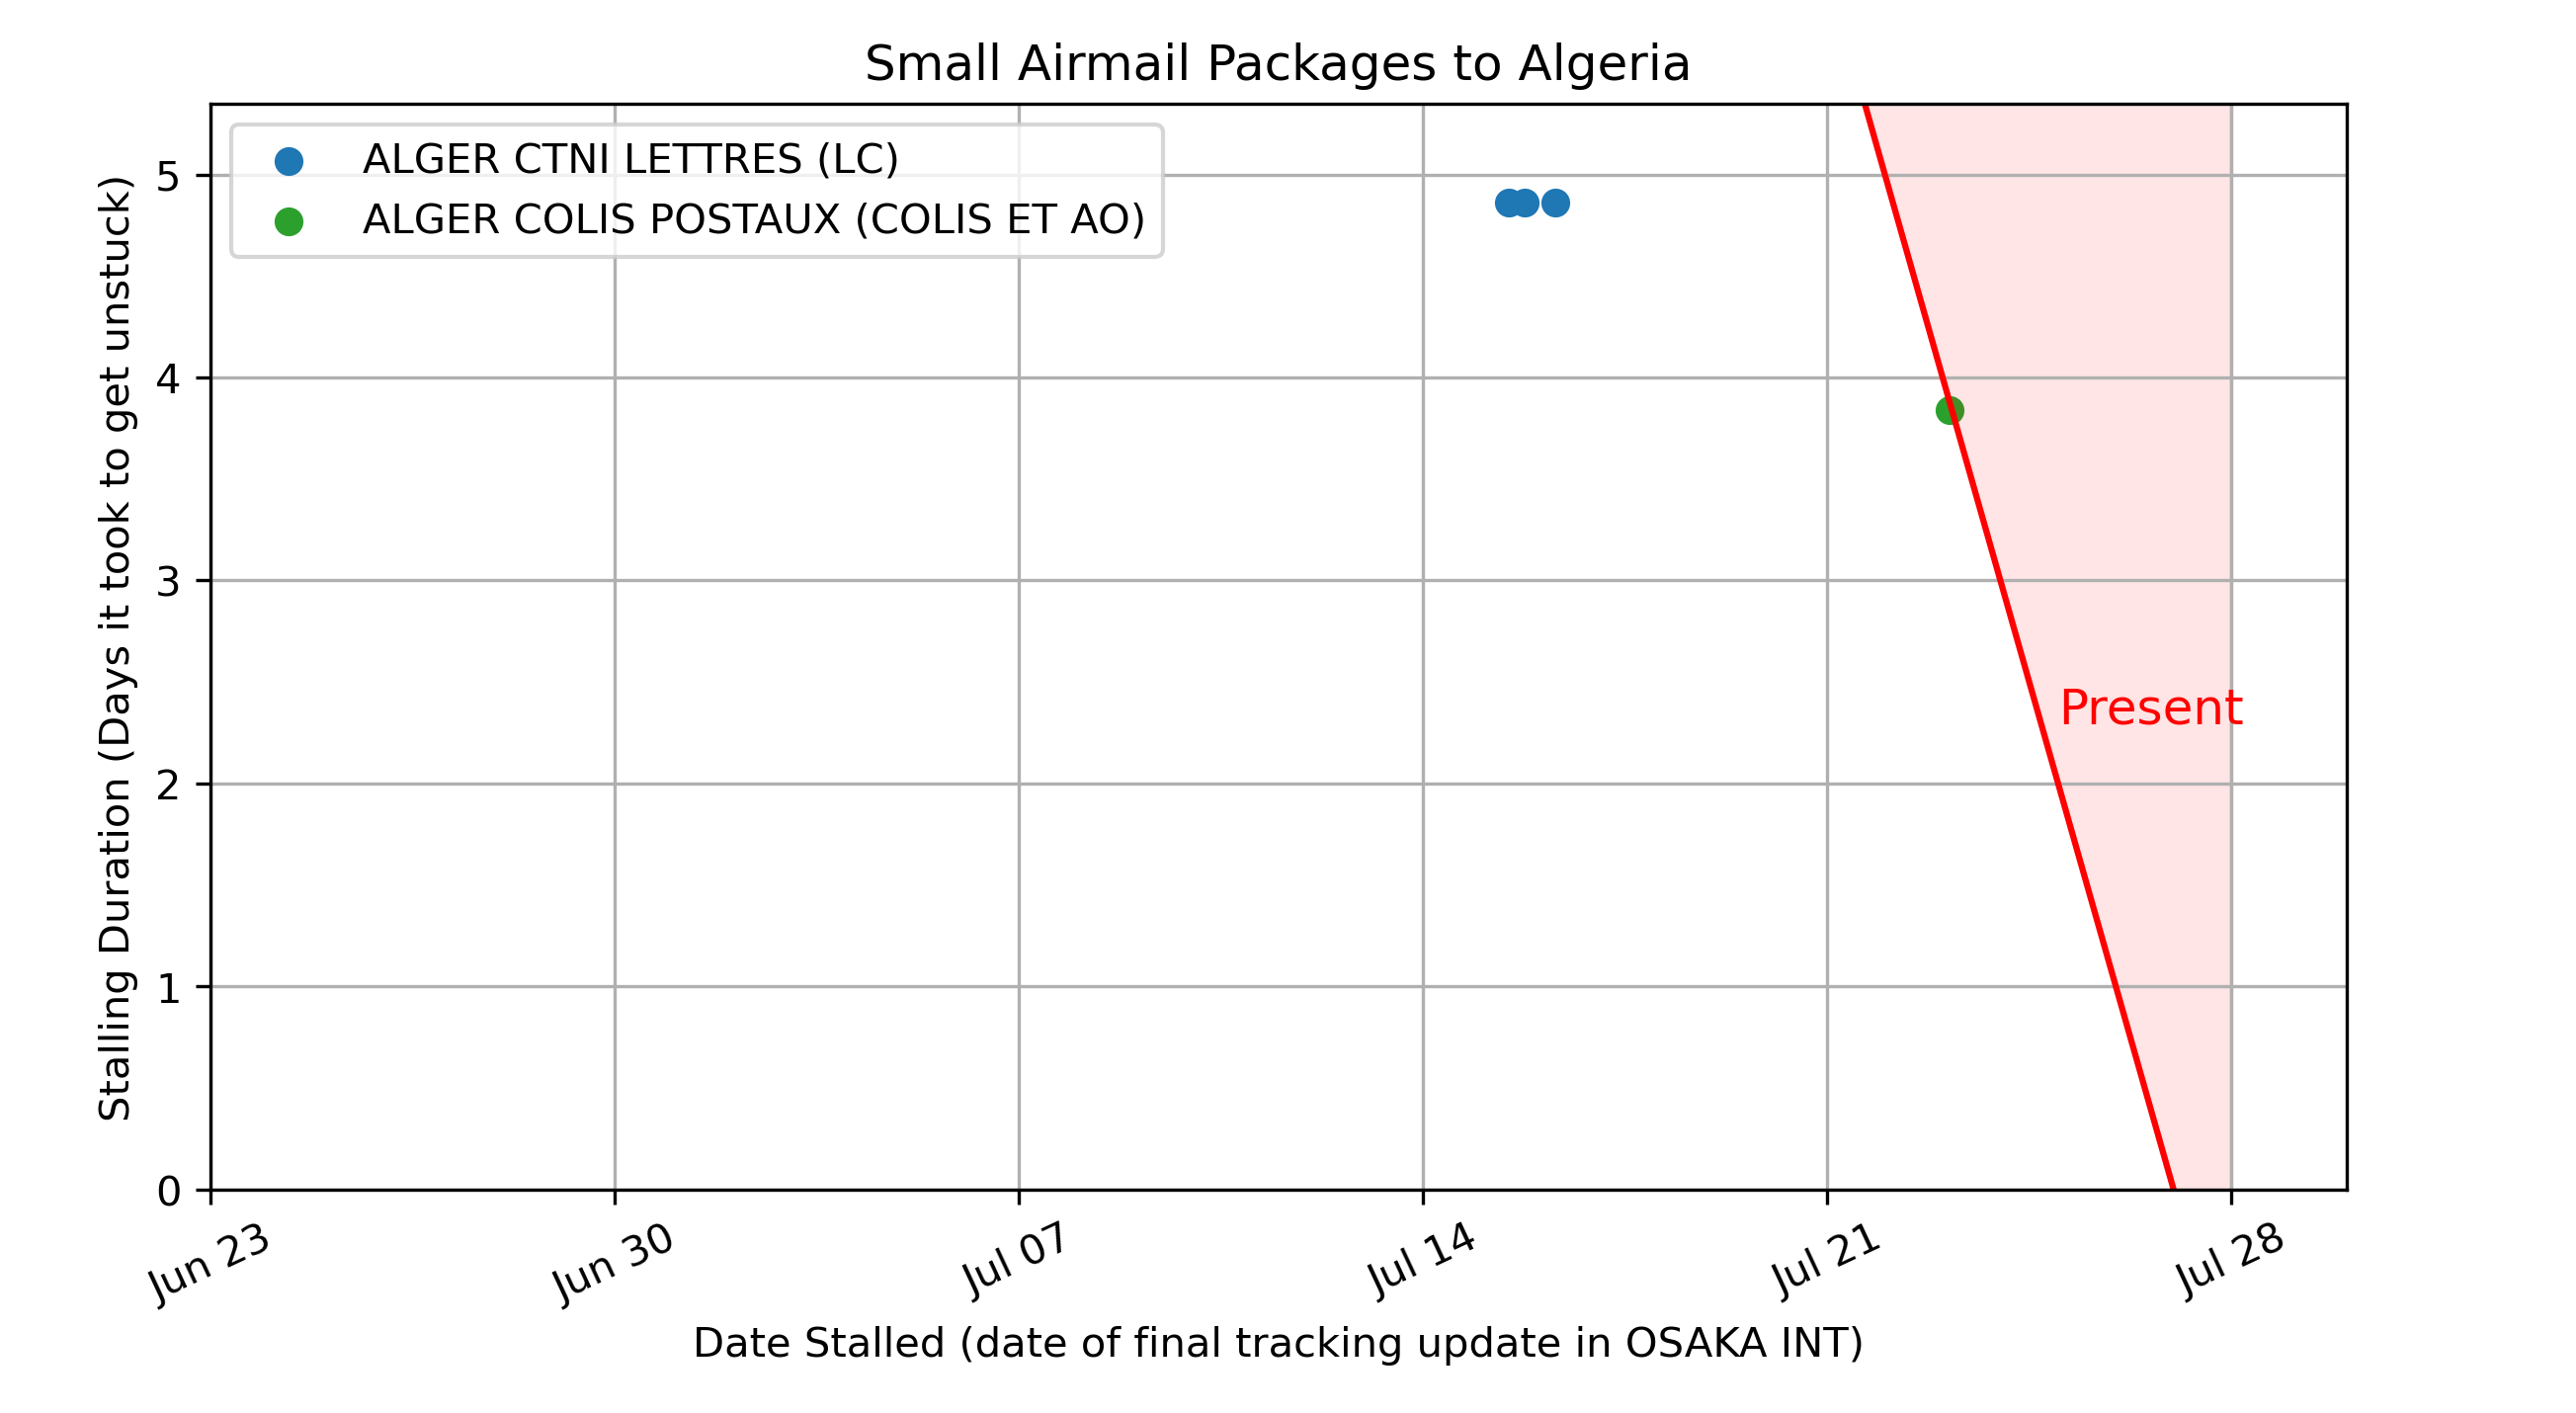 Small Airmail Packages to Algeria
ALGER CTNI LETTRES (LC)
ALGER COLIS POSTAUX (COLIS ET AO)
Stalling Duration (Days it took to get unstuck)
5
4
3
2
1
0
Present
Jun 23
Jun 30
Jul 07
Jul 14
Jul 21
Jul 28
Date Stalled (date of final tracking update in OSAKA INT)